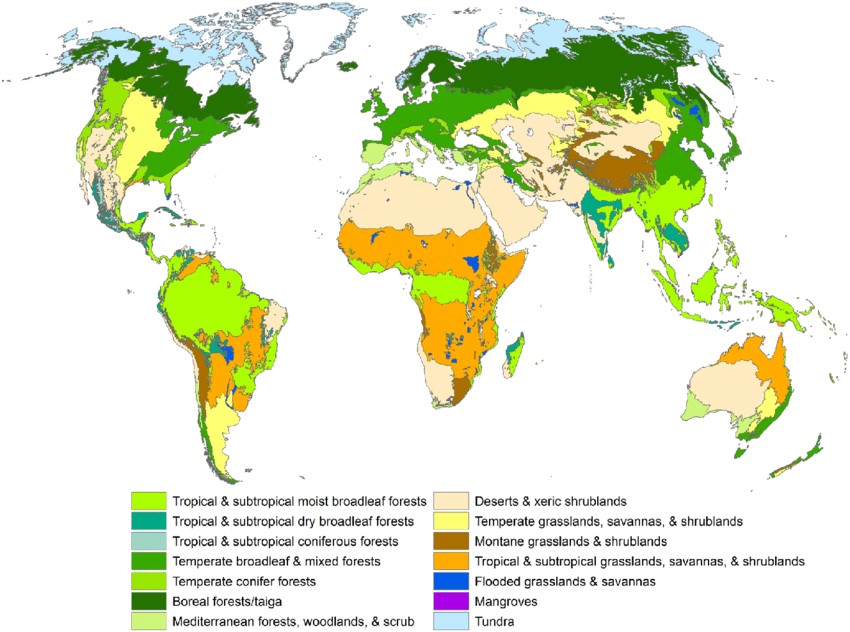 Tropical & subtropical moist broadleaf forests
Tropical & subtropical dry broadleaf forests
Tropical & subtropical coniferous forests
Temperate broadleaf & mixed forests
Temperate conifer forests
Boreal forests/taiga
Mediterranean forests, woodlands, & scrub
Deserts & xeric shrublands
Temperate grasslands, savannas, & shrublands
Montane grasslands & shrublands
Tropical & subtropical grasslands, savannas, & shrublands
Flooded grasslands & savannas
Mangroves
Tundra